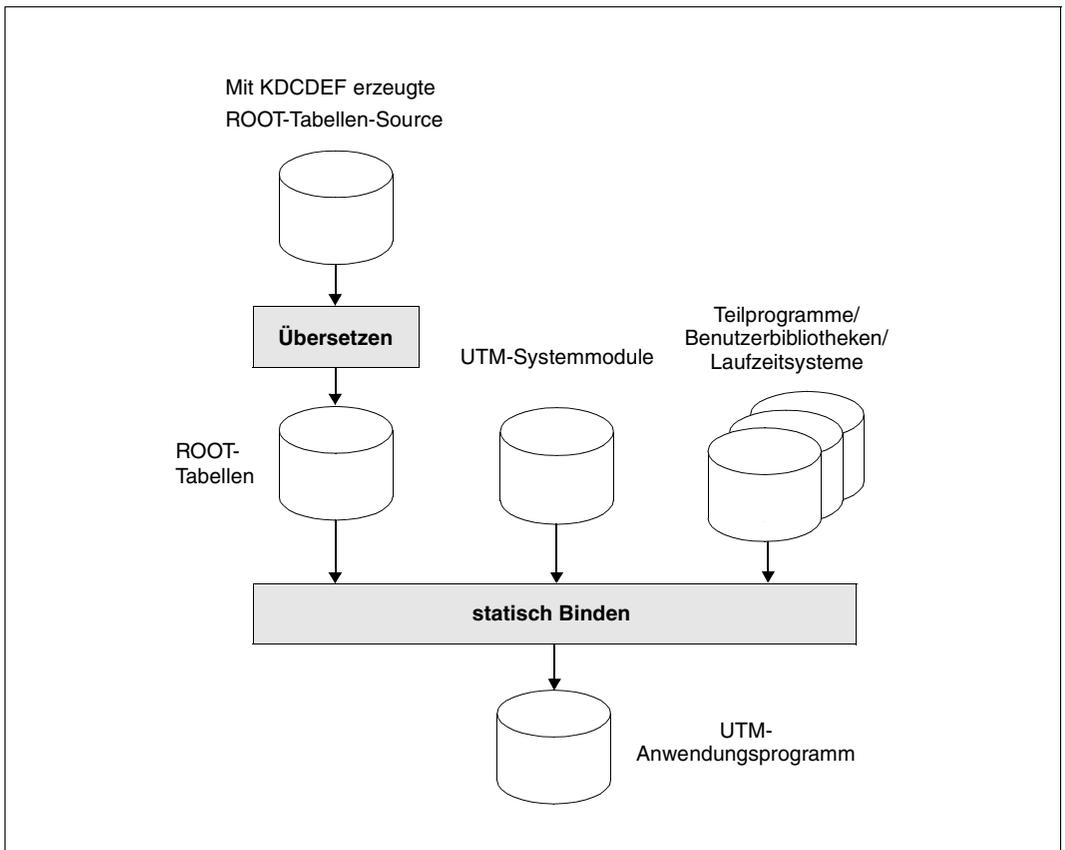 Mit KDCDEF erzeugte
ROOT-Tabellen-Source
Übersetzen
Teilprogramme/
Benutzerbibliotheken/
Laufzeitsysteme
UTM-Systemmodule
ROOT-
Tabellen
statisch Binden
UTM-
Anwendungsprogramm